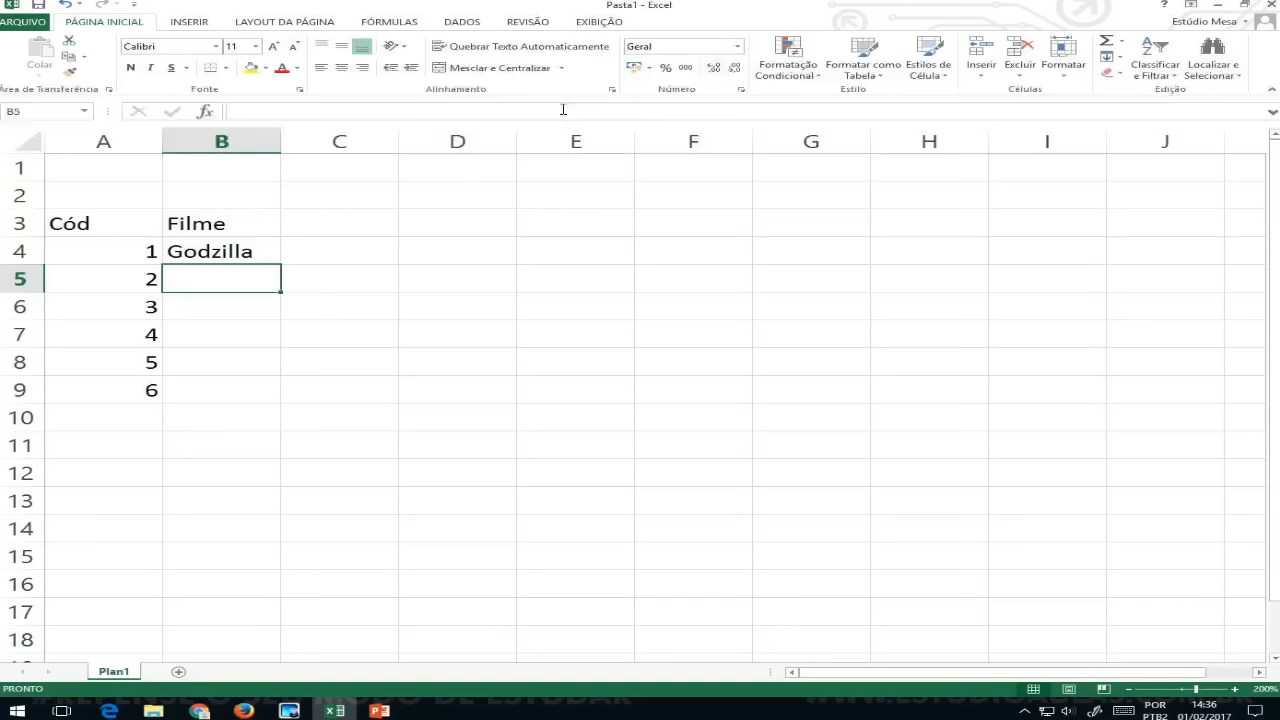 Pasta1 - Excel
?
ARQUIVO PÁGINA INICIAL INSERIR LAYOUT DA PÁGINA FÓRMULAS DADOS REVISÃO EXIBIÇÃO Estúdio Mesa
Colar
Calibri 11
Quebrar Texto Automaticamente
Geral
N I S
Mesclar e Centralizar
% 000
Formatação Condicional
Formatar como Tabela
Estilos de Célula
Inserir Excluir Formatar
Classificar e Filtrar
Localizar e Selecionar
Área de Transferência Fonte Alinhamento Número Estilo Células Edição
B5 fx
A B C D E F G H I J
1
2
3 Cód Filme
4 1 Godzilla
5 2
6 3
7 4
8 5
9 6
10
11
12
13
14
15
16
17
18
Plan1
PRONTO 200%
POR 14:36
PTB2 01/02/2017